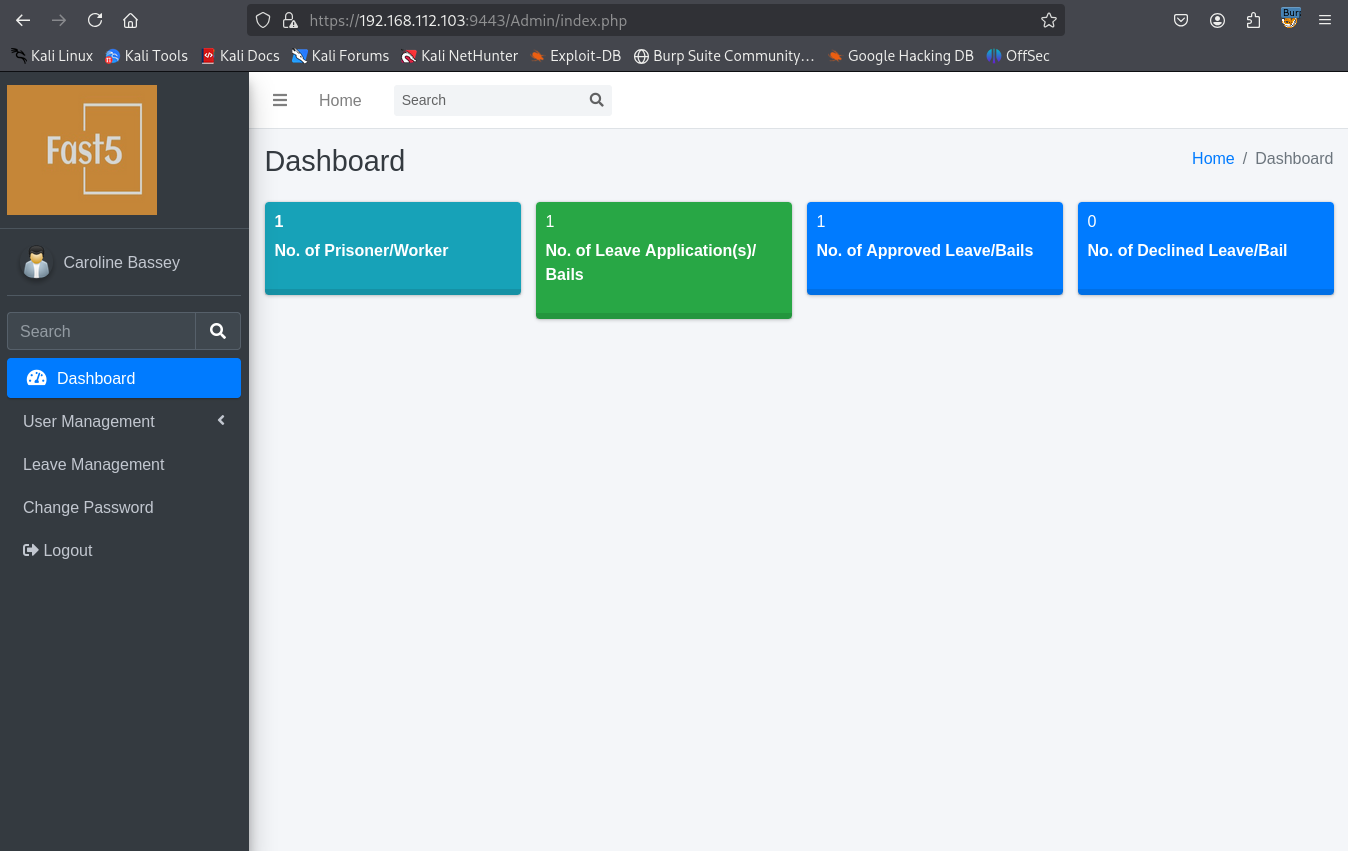 https://192.168.112.103:9443/Admin/index.php
Kali Linux Kali Tools Kali Docs Kali Forums Kali NetHunter Exploit-DB Burp Suite Community… Google Hacking DB OffSec
Fast5
Home Search
Dashboard Home / Dashboard
Caroline Bassey
Search
Dashboard
User Management
Leave Management
Change Password
Logout
1
No. of Prisoner/Worker
1
No. of Leave Application(s)/
Bails
1
No. of Approved Leave/Bails
0
No. of Declined Leave/Bail